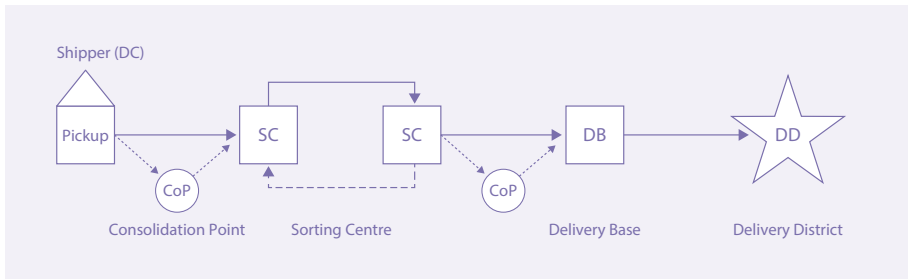 Shipper (DC)
Pickup
SC
SC
DB
DD
CoP
CoP
Consolidation Point
Sorting Centre
Delivery Base
Delivery District